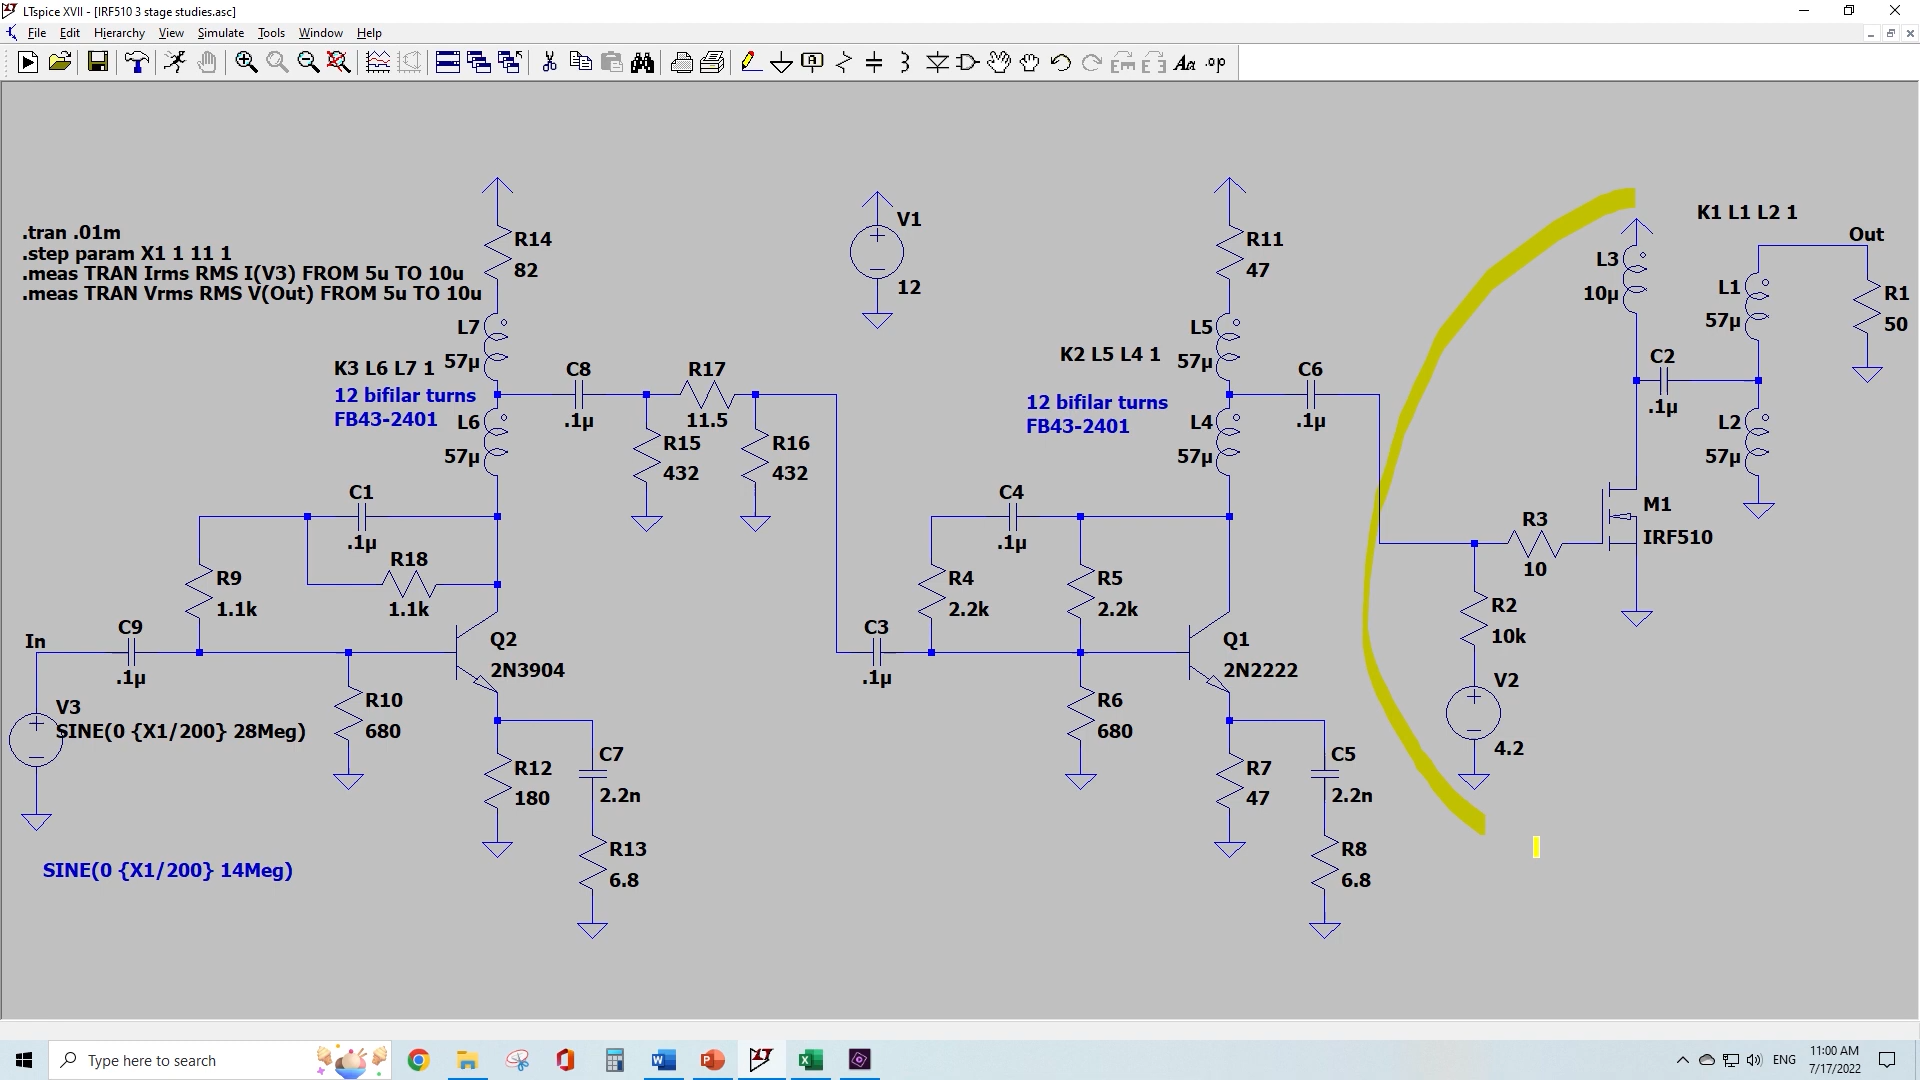 LTspice XVII - [IRF510 3 stage studies.asc]
File Edit Hierarchy View Simulate Tools Window Help
.tran .01m
.step param X1 1 11 1
.meas TRAN Irms RMS I(V3) FROM 5u TO 10u
.meas TRAN Vrms RMS V(Out) FROM 5u TO 10u
R14
82
L7
57µ
K3 L6 L7 1
12 bifilar turns
FB43-2401
L6
57µ
C8
.1µ
R17
11.5
R15
432
R16
432
C1
.1µ
R18
1.1k
R9
1.1k
In
C9
.1µ
V3
SINE(0 {X1/200} 28Meg)
R10
680
Q2
2N3904
R12
180
C7
2.2n
R13
6.8
SINE(0 {X1/200} 14Meg)
V1
12
R11
47
L5
57µ
K2 L5 L4 1
12 bifilar turns
FB43-2401
L4
57µ
C6
.1µ
C4
.1µ
R4
2.2k
R5
2.2k
C3
.1µ
Q1
2N2222
R6
680
R7
47
C5
2.2n
R8
6.8
K1 L1 L2 1
Out
L3
10µ
L1
57µ
R1
50
C2
.1µ
L2
57µ
M1
IRF510
R3
10
R2
10k
V2
4.2
Type here to search
ENG
11:00 AM
7/17/2022